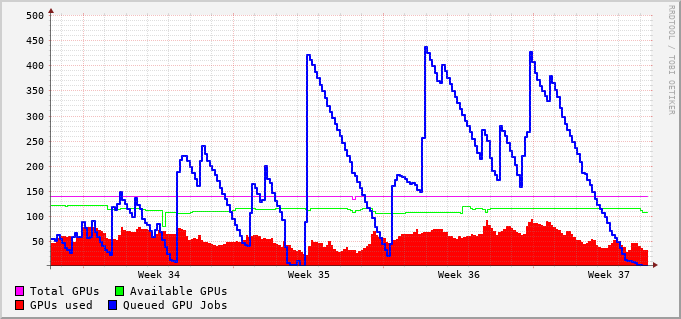 500
450
400
350
300
250
200
150
100
50
Week 34 Week 35 Week 36 Week 37
Total GPUs Available GPUs
GPUs used Queued GPU Jobs
RRDTOOL / TOBI OETIKER